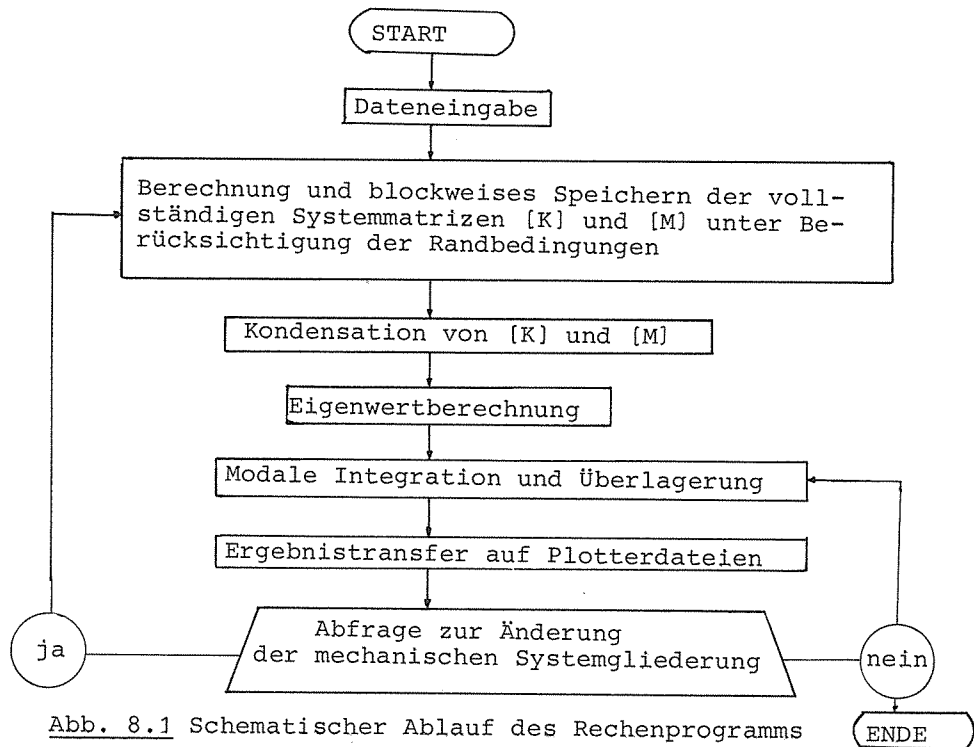 START
Dateneingabe
Berechnung und blockweises Speichern der voll-
ständigen Systemmatrizen [K] und [M] unter Be-
rücksichtigung der Randbedingungen
Kondensation von [K] und [M]
Eigenwertberechnung
Modale Integration und Überlagerung
Ergebnistransfer auf Plotterdateien
Abfrage zur Änderung
der mechanischen Systemgliederung
ja
nein
Abb. 8.1 Schematischer Ablauf des Rechenprogramms
ENDE